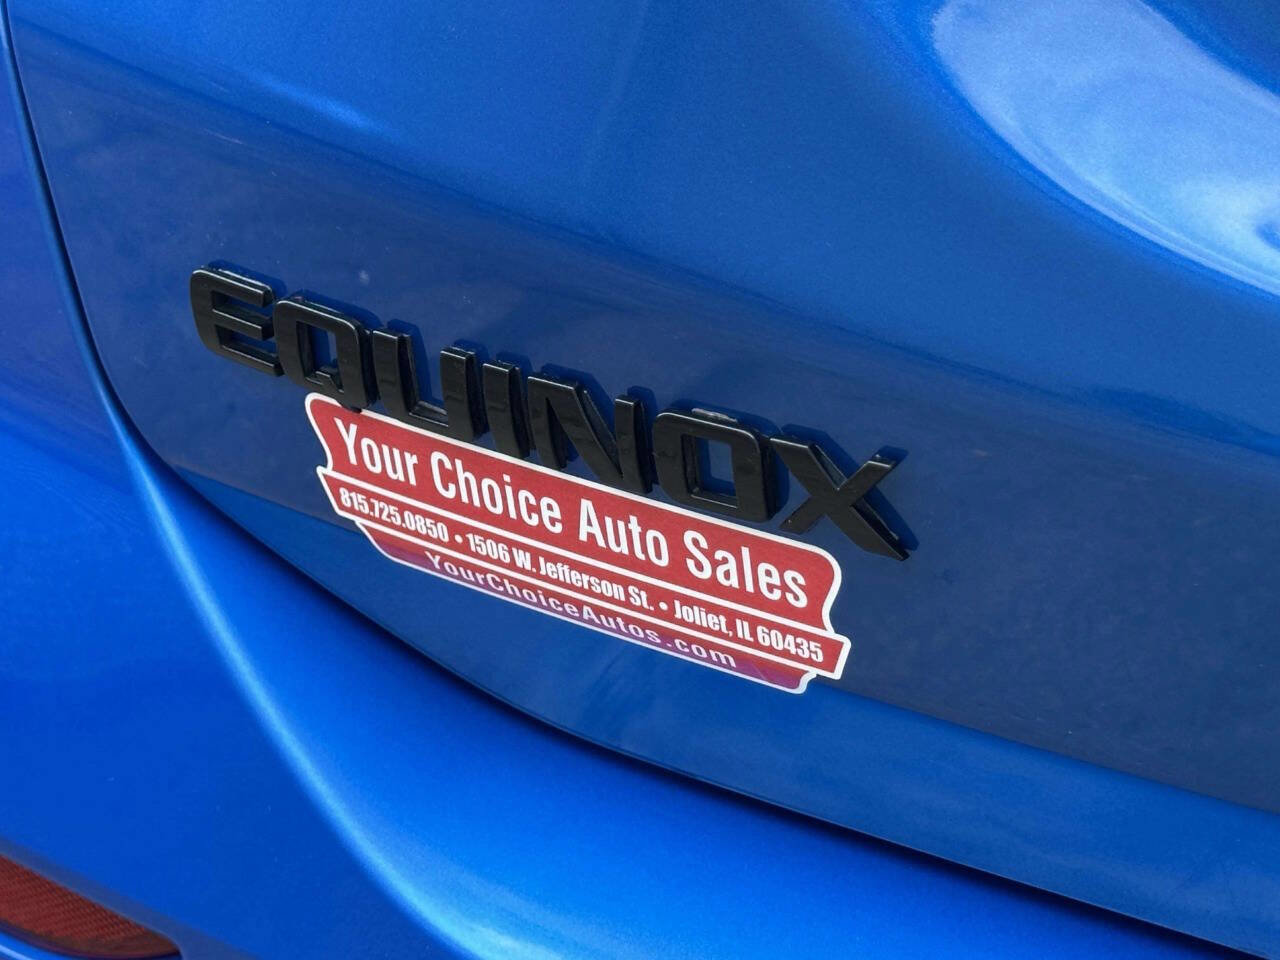 EQUINOX
Your Choice Auto Sales
815.725.0850 • 1506 W. Jefferson St. • Joliet, IL 60435
YourChoiceAutos.com